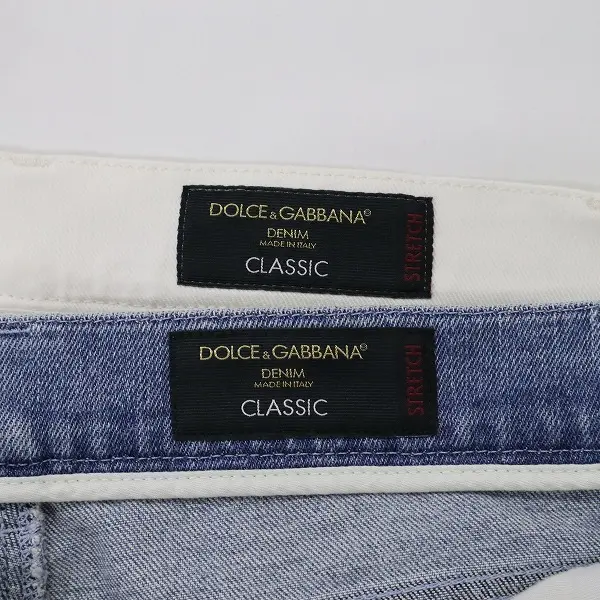 DOLCE & GABBANA©
DENIM
MADE IN ITALY
CLASSIC
STRETCH
DOLCE & GABBANA©
DENIM
MADE IN ITALY
CLASSIC
STRETCH